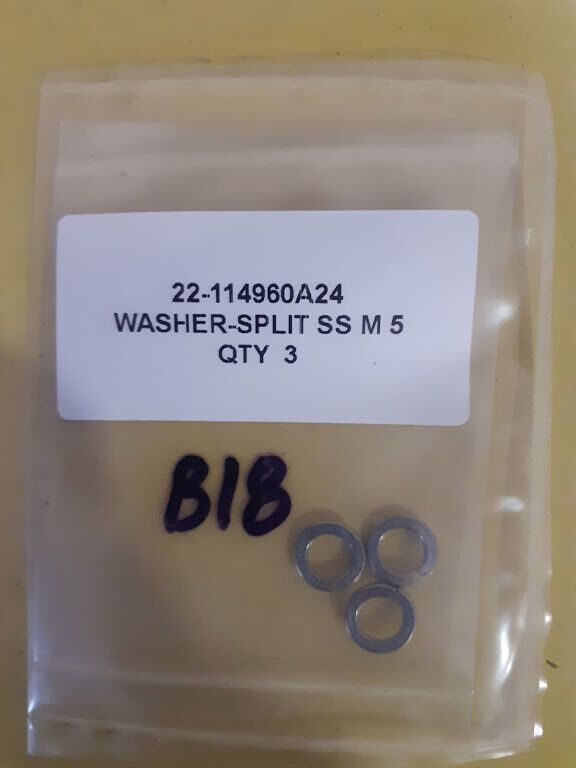 22-114960A24
WASHER-SPLIT SS M 5
QTY 3
B18